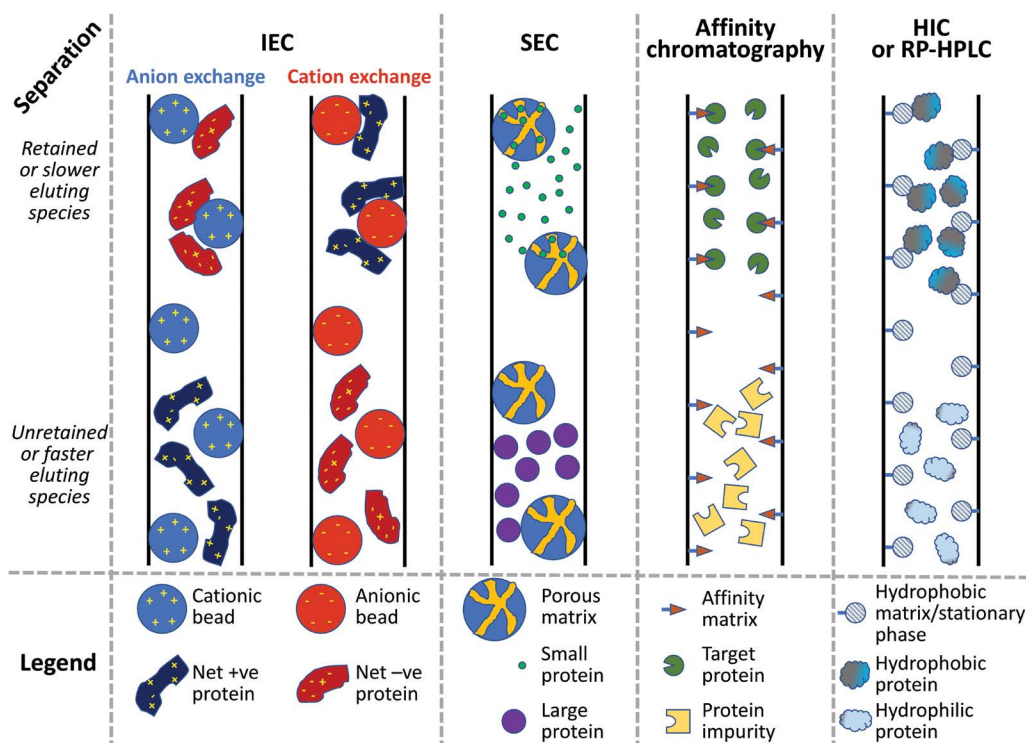 Separation
IEC
Anion exchange
Cation exchange
SEC
Affinity
chromatography
HIC
or RP-HPLC
Retained
or slower
eluting
species
Unretained
or faster
eluting
species
Legend
Cationic
bead
Anionic
bead
Net +ve
protein
Net –ve
protein
Porous
matrix
Small
protein
Large
protein
Affinity
matrix
Target
protein
Protein
impurity
Hydrophobic
matrix/stationary
phase
Hydrophobic
protein
Hydrophilic
protein